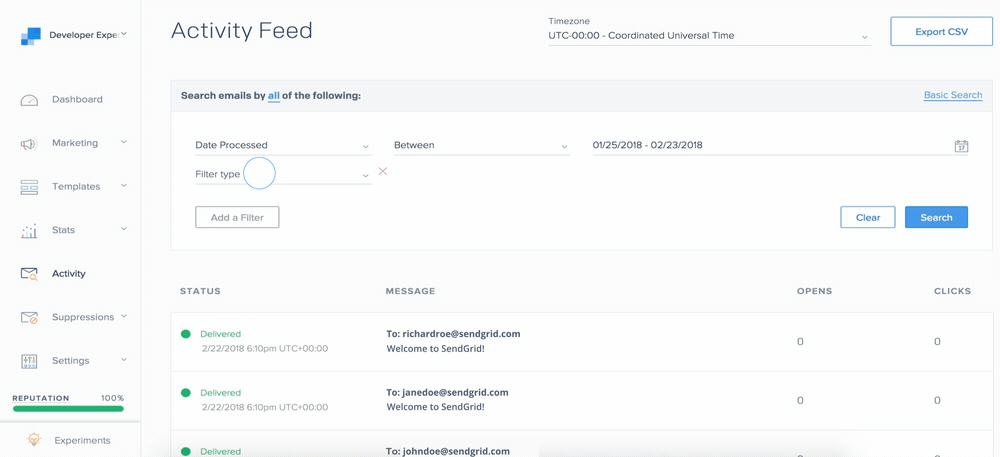 Developer Exper
Activity Feed
Timezone
UTC-00:00 - Coordinated Universal Time
Export CSV
Search emails by all of the following:
Basic Search
Dashboard
Marketing
Templates
Stats
Activity
Suppressions
Settings
REPUTATION 100%
Experiments
Date Processed
Between
01/25/2018 - 02/23/2018
17
Filter type
Add a Filter
Clear
Search
STATUS MESSAGE OPENS CLICKS
Delivered
2/22/2018 6:10pm UTC+00:00
To: richardroe@sendgrid.com
Welcome to SendGrid!
0 0
Delivered
2/22/2018 6:10pm UTC+00:00
To: janedoe@sendgrid.com
Welcome to SendGrid!
0 0
Delivered
To: johndoe@sendgrid.com